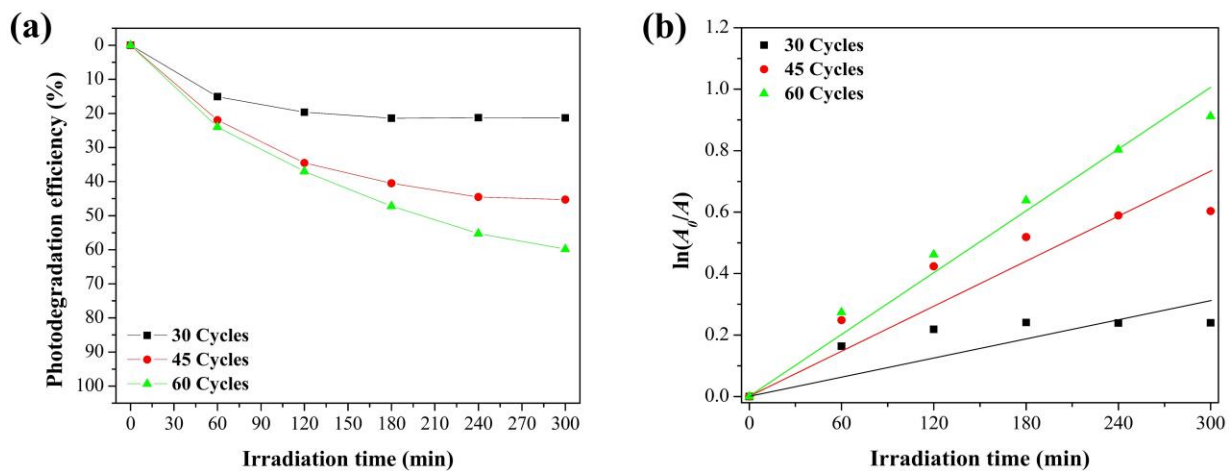 (a)
Photodegradation efficiency (%)
0
10
20
30
40
50
60
70
80
90
100
30 Cycles
45 Cycles
60 Cycles
0 30 60 90 120 150 180 210 240 270 300
Irradiation time (min)
(b)
ln(A₀/A)
1.2
1.0
0.8
0.6
0.4
0.2
0.0
30 Cycles
45 Cycles
60 Cycles
0 60 120 180 240 300
Irradiation time (min)